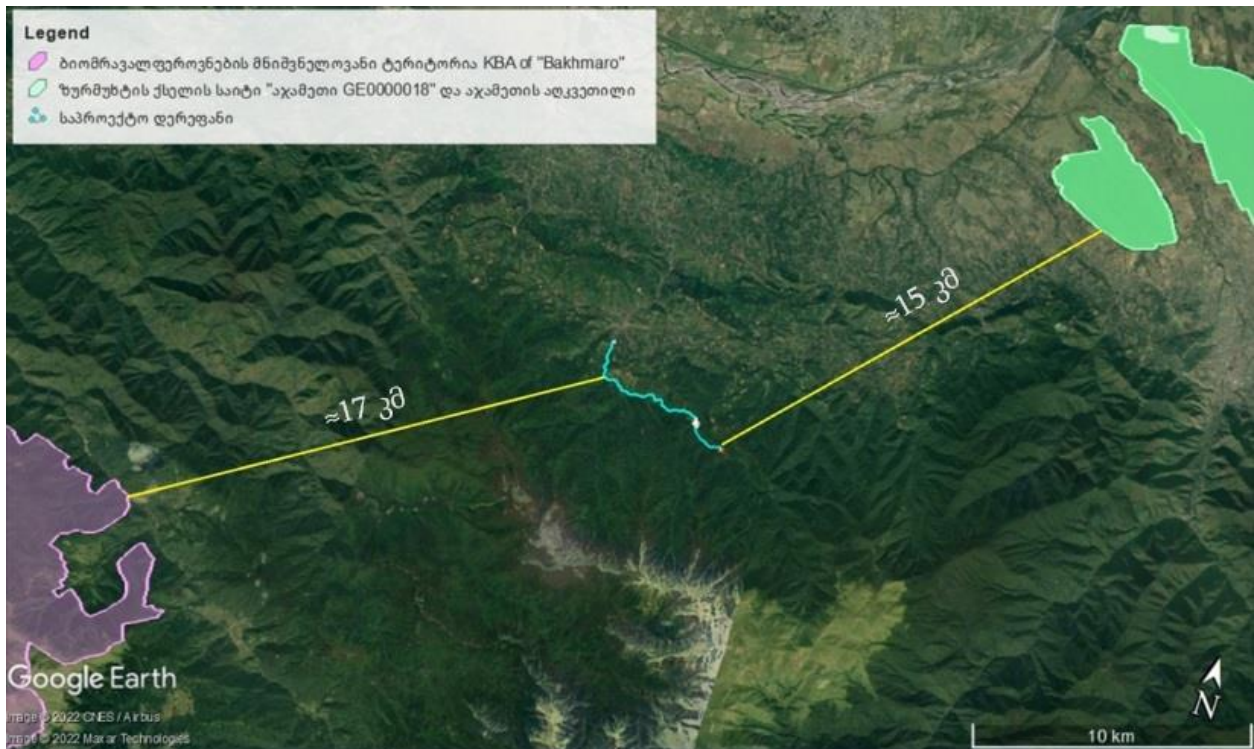 Legend
ბიომრავალფეროვნების მნიშვნელოვანი ტერიტორია KBA of "Bakhmaro"
ზურმუხტის ქსელის საიტი "აჯამეთი GE0000018" და აჯამეთის აღკვეთილი
საპროექტო დერეფანი
≈15 კმ
≈17 კმ
Google Earth
Image © 2022 CNES / Airbus
Image © 2022 Maxar Technologies
N
10 km